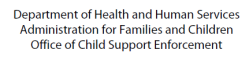 Department of Health and Human Services
Administration for Families and Children
Office of Child Support Enforcement